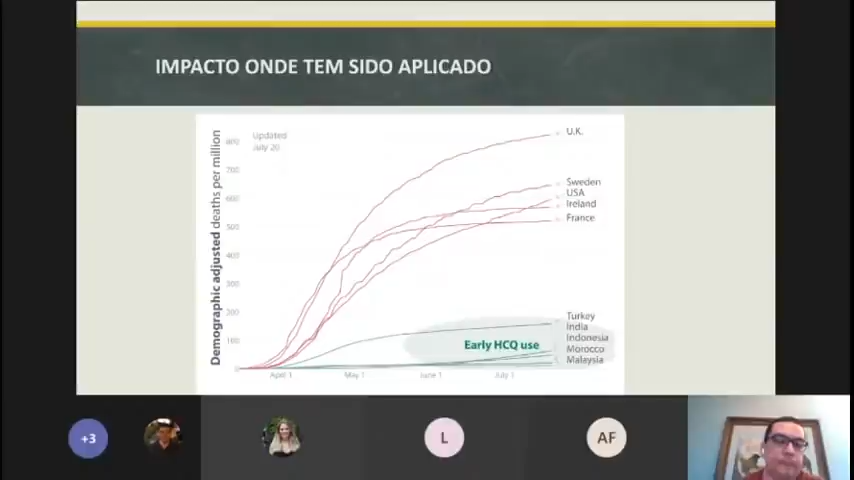 IMPACTO ONDE TEM SIDO APLICADO
Demographic adjusted deaths per million
Updated
July 20
800
700
600
500
400
300
200
100
0
April 1
May 1
June 1
July 1
U.K.
Sweden
USA
Ireland
France
Turkey
India
Indonesia
Morocco
Malaysia
Early HCQ use
+3
L
AF